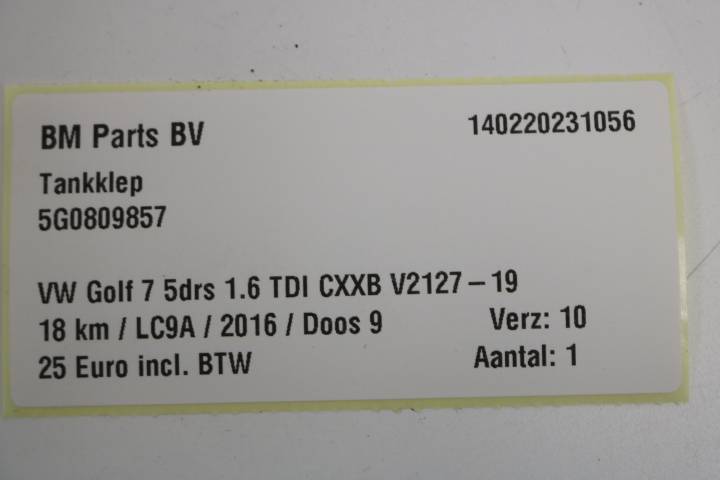 BM Parts BV 140220231056
Tankklep
5G0809857
VW Golf 7 5drs 1.6 TDI CXXB V2127 – 19
18 km / LC9A / 2016 / Doos 9 Verz: 10
25 Euro incl. BTW Aantal: 1